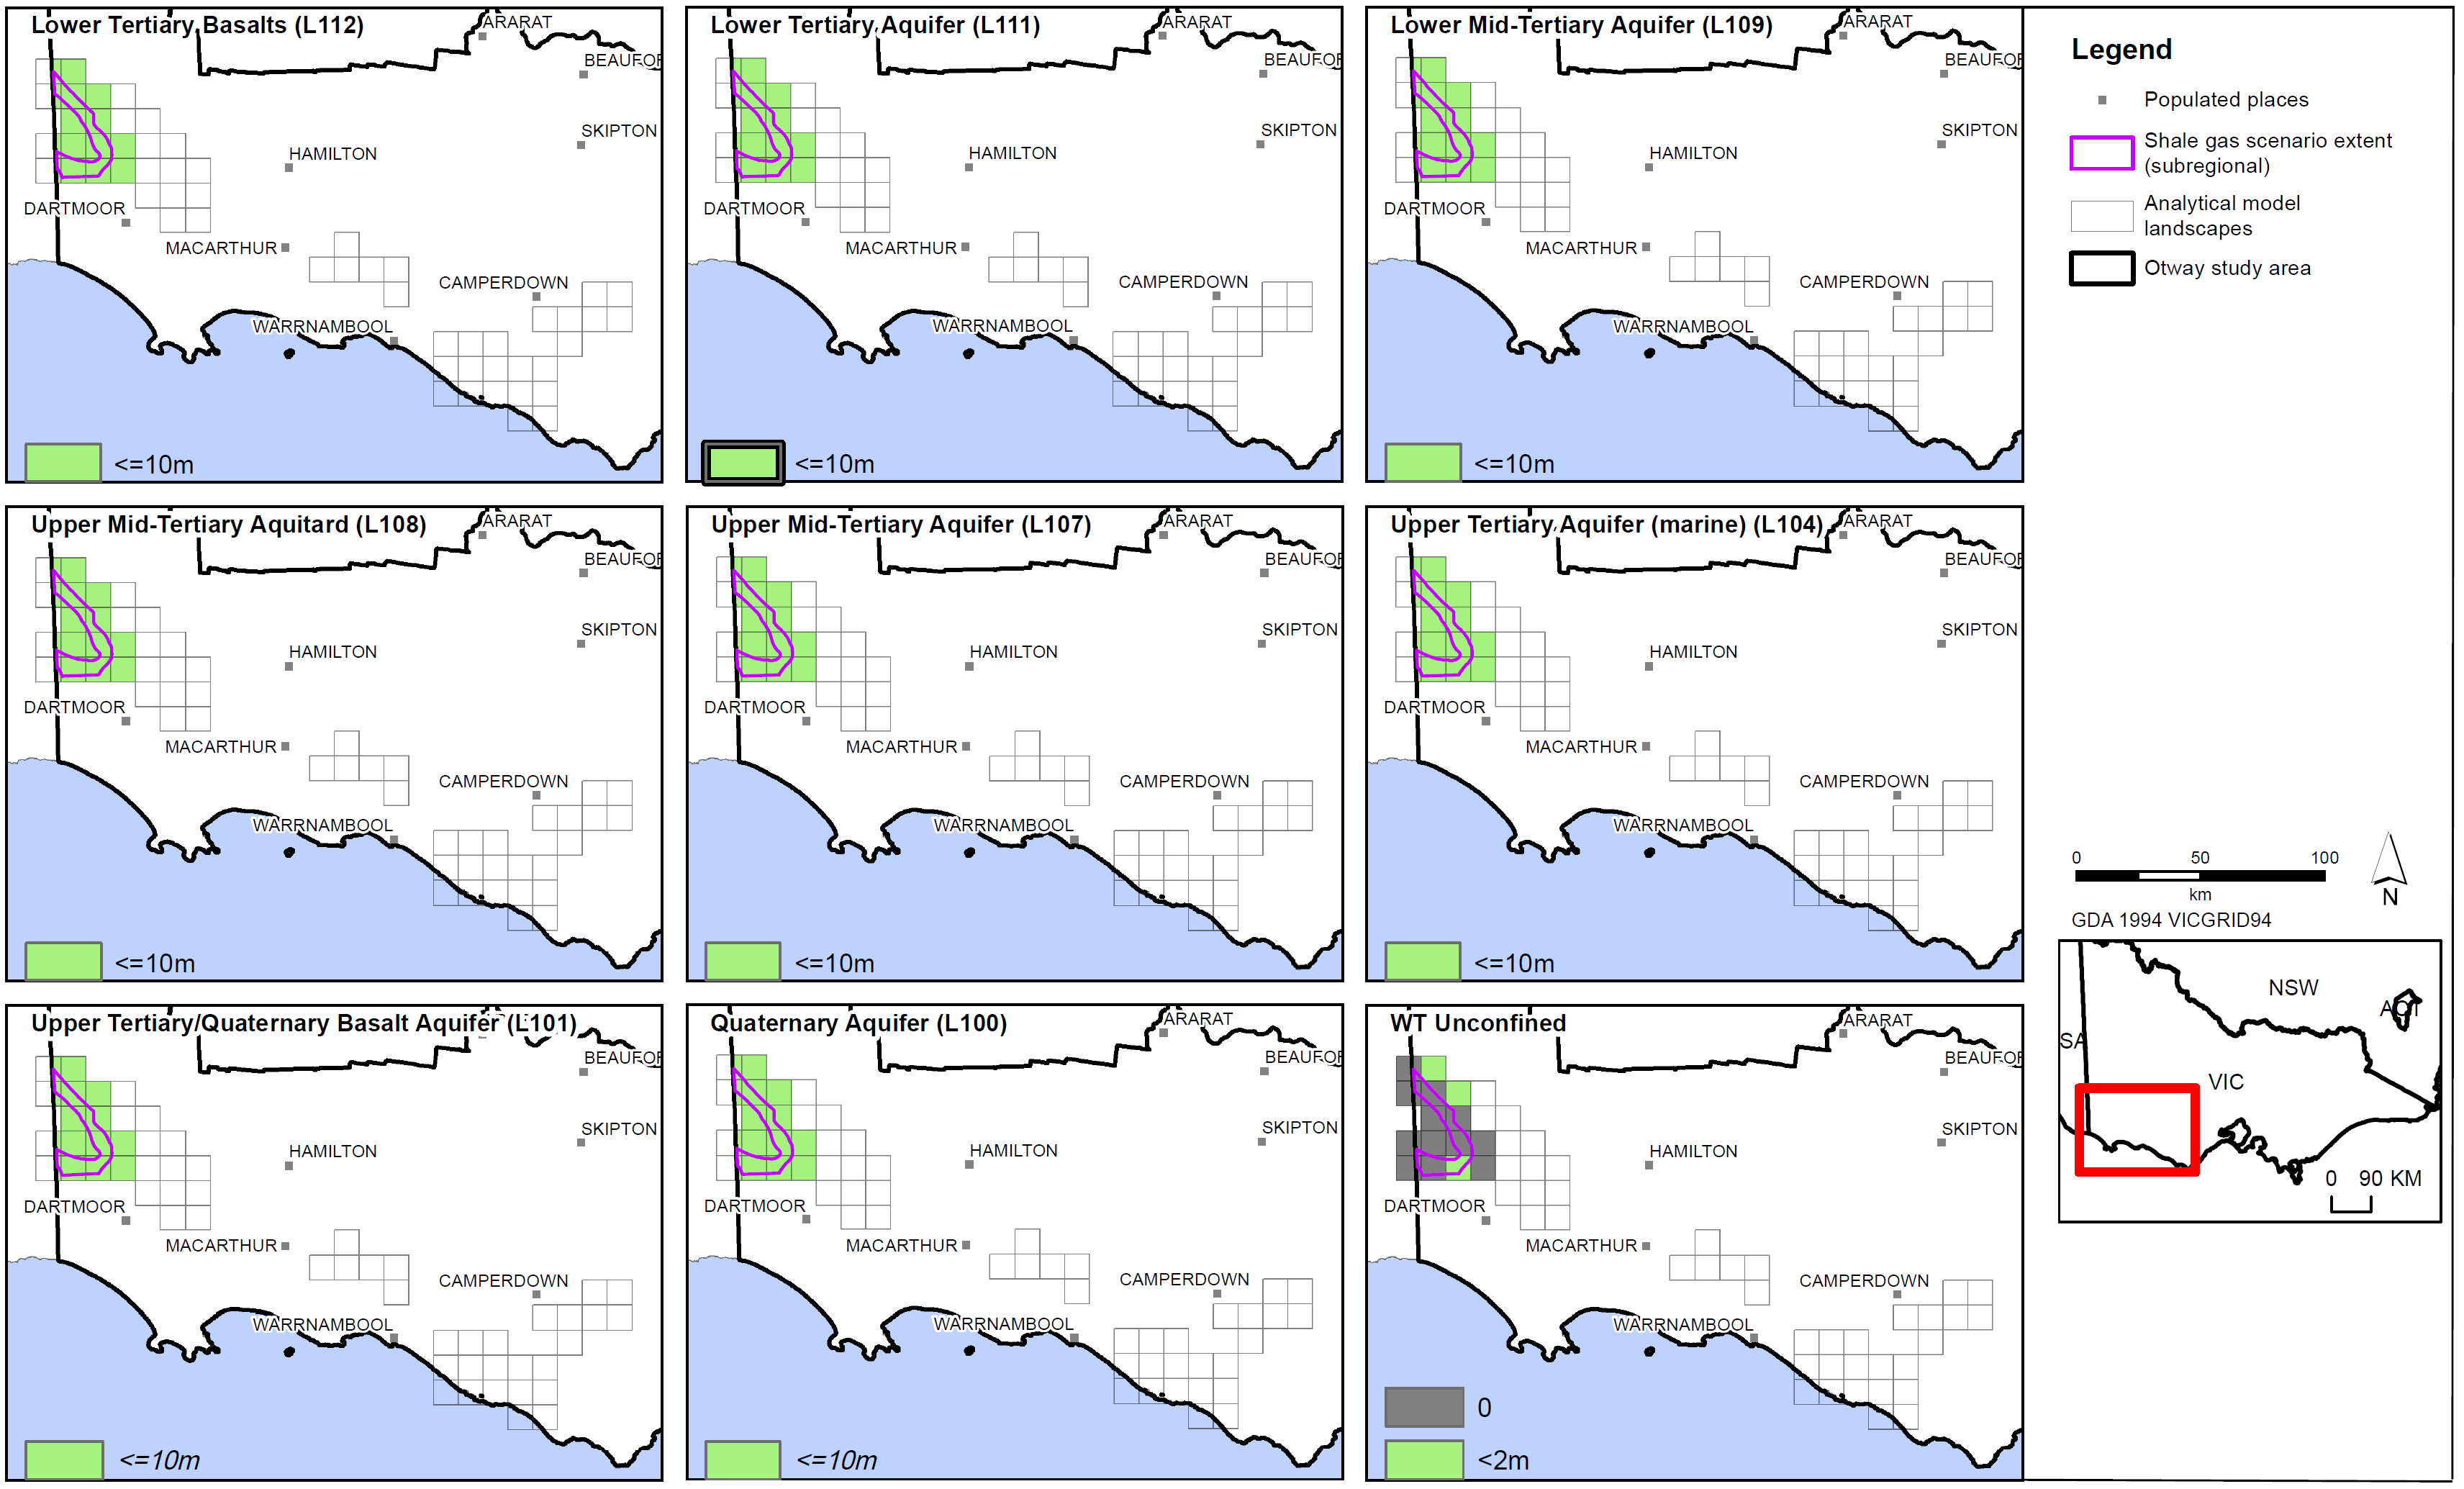 Lower Tertiary Basalts (L112)
ARARAT
BEAUFOR
SKIPTON
HAMILTON
DARTMOOR
MACARTHUR
CAMPERDOWN
WARRNAMBOOL
<=10m
Lower Tertiary Aquifer (L111)
ARARAT
BEAUFOR
SKIPTON
HAMILTON
DARTMOOR
MACARTHUR
CAMPERDOWN
WARRNAMBOOL
<=10m
Lower Mid-Tertiary Aquifer (L109)
ARARAT
BEAUFOR
SKIPTON
HAMILTON
DARTMOOR
MACARTHUR
CAMPERDOWN
WARRNAMBOOL
<=10m
Legend
Populated places
Shale gas scenario extent
(subregional)
Analytical model
landscapes
Otway study area
Upper Mid-Tertiary Aquitard (L108)
ARARAT
BEAUFOR
SKIPTON
HAMILTON
DARTMOOR
MACARTHUR
CAMPERDOWN
WARRNAMBOOL
<=10m
Upper Mid-Tertiary Aquifer (L107)
ARARAT
BEAUFOR
SKIPTON
HAMILTON
DARTMOOR
MACARTHUR
CAMPERDOWN
WARRNAMBOOL
<=10m
Upper Tertiary Aquifer (marine) (L104)
ARARAT
BEAUFOR
SKIPTON
HAMILTON
DARTMOOR
MACARTHUR
CAMPERDOWN
WARRNAMBOOL
<=10m
0 50 100
km
N
GDA 1994 VICGRID94
Upper Tertiary/Quaternary Basalt Aquifer (L101)
BEAUFOR
SKIPTON
HAMILTON
DARTMOOR
MACARTHUR
CAMPERDOWN
WARRNAMBOOL
<=10m
Quaternary Aquifer (L100)
ARARAT
BEAUFOR
SKIPTON
HAMILTON
DARTMOOR
MACARTHUR
CAMPERDOWN
WARRNAMBOOL
<=10m
WT Unconfined
ARARAT
BEAUFOR
SKIPTON
HAMILTON
DARTMOOR
MACARTHUR
CAMPERDOWN
WARRNAMBOOL
0
<2m
NSW
ACT
SA
VIC
0 90 KM